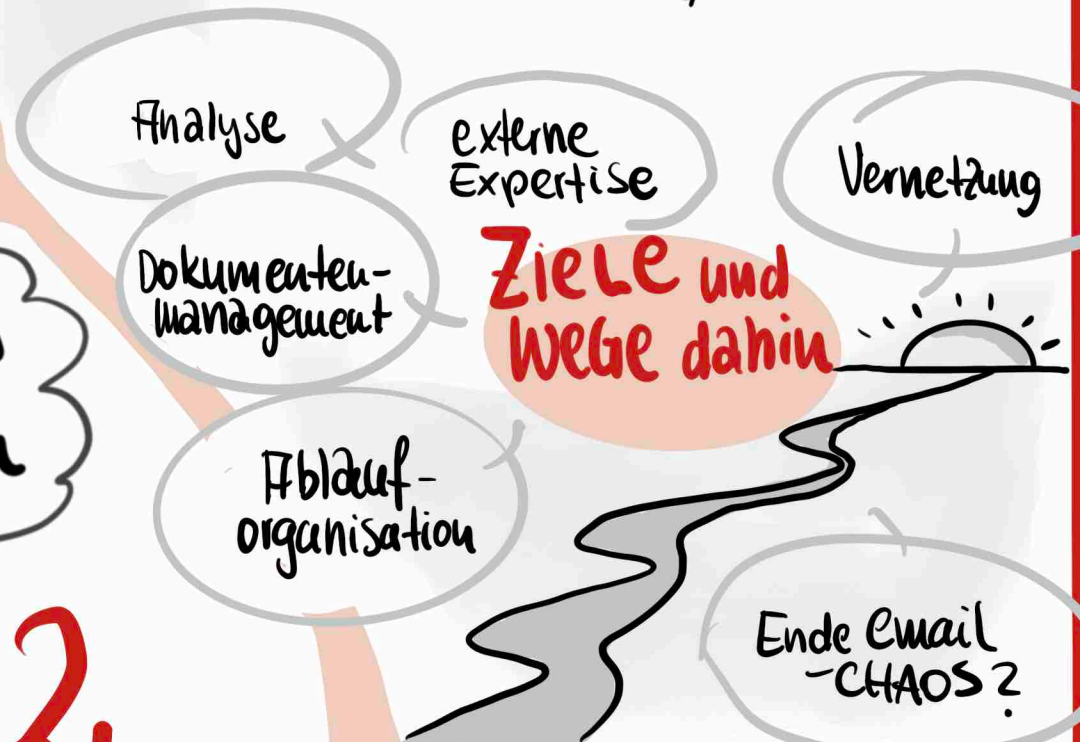 Analyse
externe
Expertise
Vernetzung
Dokumenten-
management
Ziele und
Wege dahin
Ablauf-
organisation
Ende email
-CHAOS?
2.